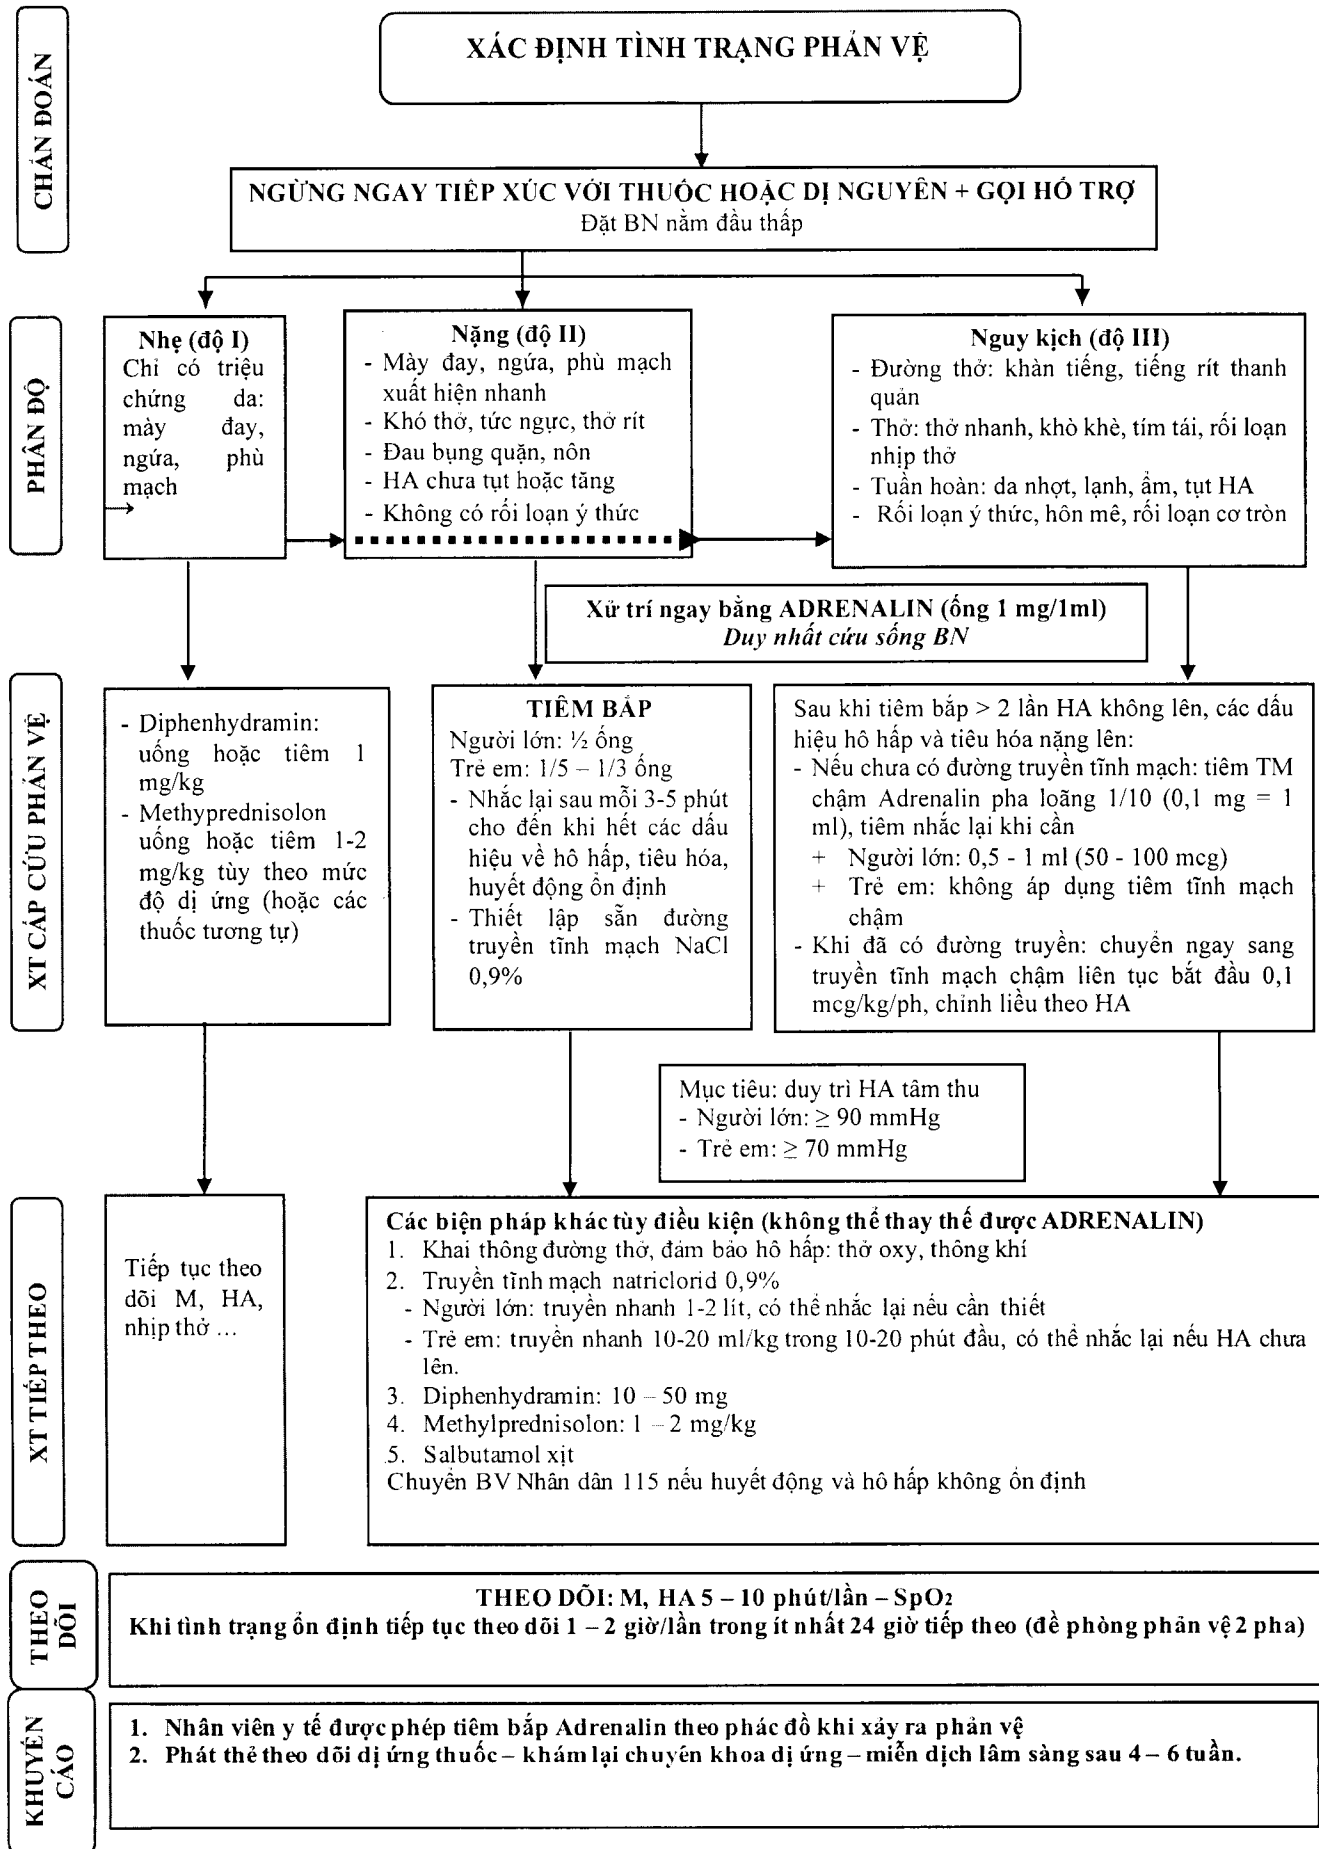 CHẨN ĐOÁN
XÁC ĐỊNH TÌNH TRẠNG PHẢN VỆ
NGỪNG NGAY TIẾP XÚC VỚI THUỐC HOẶC DỊ NGUYÊN + GỌI HỖ TRỢ
Đặt BN nằm đầu thấp
PHÂN ĐỘ
Nhẹ (độ I)
Chỉ có triệu
chứng da:
mày đay,
ngứa, phù
mạch
Nặng (độ II)
- Mày đay, ngứa, phù mạch
xuất hiện nhanh
- Khó thở, tức ngực, thở rít
- Đau bụng quặn, nôn
- HA chưa tụt hoặc tăng
- Không có rối loạn ý thức
Nguy kịch (độ III)
- Đường thở: khàn tiếng, tiếng rít thanh
quản
- Thở: thở nhanh, khò khè, tím tái, rối loạn
nhịp thở
- Tuần hoàn: da nhợt, lạnh, ẩm, tụt HA
- Rối loạn ý thức, hôn mê, rối loạn cơ tròn
Xử trí ngay bằng ADRENALIN (ống 1 mg/1ml)
Duy nhất cứu sống BN
XT CẤP CỨU PHẢN VỆ
- Diphenhydramin:
uống hoặc tiêm 1
mg/kg
- Methyprednisolon
uống hoặc tiêm 1-2
mg/kg tùy theo mức
độ dị ứng (hoặc các
thuốc tương tự)
TIÊM BẮP
Người lớn: ½ ống
Trẻ em: 1/5 – 1/3 ống
- Nhắc lại sau mỗi 3-5 phút
cho đến khi hết các dấu
hiệu về hô hấp, tiêu hóa,
huyết động ổn định
- Thiết lập sẵn đường
truyền tĩnh mạch NaCl
0,9%
Sau khi tiêm bắp > 2 lần HA không lên, các dấu
hiệu hô hấp và tiêu hóa nặng lên:
- Nếu chưa có đường truyền tĩnh mạch: tiêm TM
chậm Adrenalin pha loãng 1/10 (0,1 mg = 1
ml), tiêm nhắc lại khi cần
+ Người lớn: 0,5 - 1 ml (50 - 100 mcg)
+ Trẻ em: không áp dụng tiêm tĩnh mạch
chậm
- Khi đã có đường truyền: chuyển ngay sang
truyền tĩnh mạch chậm liên tục bắt đầu 0,1
mcg/kg/ph, chỉnh liều theo HA
Mục tiêu: duy trì HA tâm thu
- Người lớn: ≥ 90 mmHg
- Trẻ em: ≥ 70 mmHg
XT TIẾP THEO
Tiếp tục theo
dõi M, HA,
nhịp thở ...
Các biện pháp khác tùy điều kiện (không thể thay thế được ADRENALIN)
1. Khai thông đường thở, đảm bảo hô hấp: thở oxy, thông khí
2. Truyền tĩnh mạch natriclorid 0,9%
- Người lớn: truyền nhanh 1-2 lít, có thể nhắc lại nếu cần thiết
- Trẻ em: truyền nhanh 10-20 ml/kg trong 10-20 phút đầu, có thể nhắc lại nếu HA chưa
lên.
3. Diphenhydramin: 10 – 50 mg
4. Methylprednisolon: 1 – 2 mg/kg
5. Salbutamol xịt
Chuyển BV Nhân dân 115 nếu huyết động và hô hấp không ổn định
THEO
DÕI
THEO DÕI: M, HA 5 – 10 phút/lần – SpO2
Khi tình trạng ổn định tiếp tục theo dõi 1 – 2 giờ/lần trong ít nhất 24 giờ tiếp theo (đề phòng phản vệ 2 pha)
KHUYẾN
CÁO
1. Nhân viên y tế được phép tiêm bắp Adrenalin theo phác đồ khi xảy ra phản vệ
2. Phát thẻ theo dõi dị ứng thuốc – khám lại chuyên khoa dị ứng – miễn dịch lâm sàng sau 4 – 6 tuần.